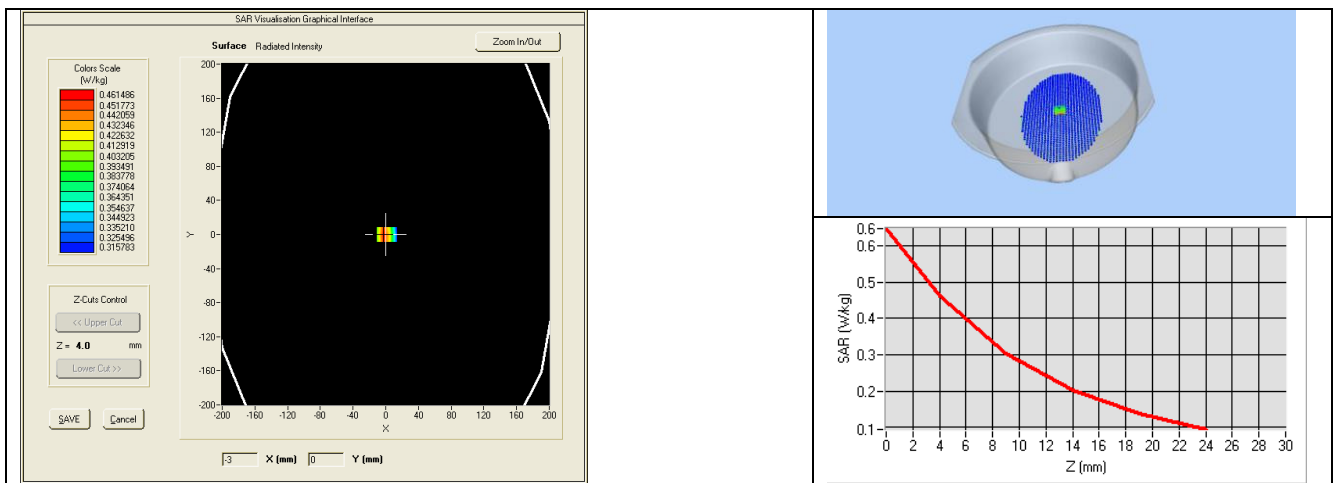 SAR Visualisation Graphical Interface
Surface Radiated Intensity
Zoom In/Out
Colors Scale
(W/kg)
0.461486
0.451773
0.442059
0.432346
0.422632
0.412919
0.403205
0.393491
0.383778
0.374064
0.364351
0.354637
0.344923
0.335210
0.325496
0.315783
Z-Cuts Control
<< Upper Cut
Z = 4.0 mm
Lower Cut >>
SAVE Cancel
Y
200
160
120
80
40
0
-40
-80
-120
-160
-200
-200 -160 -120 -80 -40 0 40 80 120 160 200
X
-3 X (mm) 0 Y (mm)
SAR (W/kg)
0.6
0.6
0.5
0.4
0.3
0.2
0.1
0 2 4 6 8 10 12 14 16 18 20 22 24 26 28 30
Z (mm)